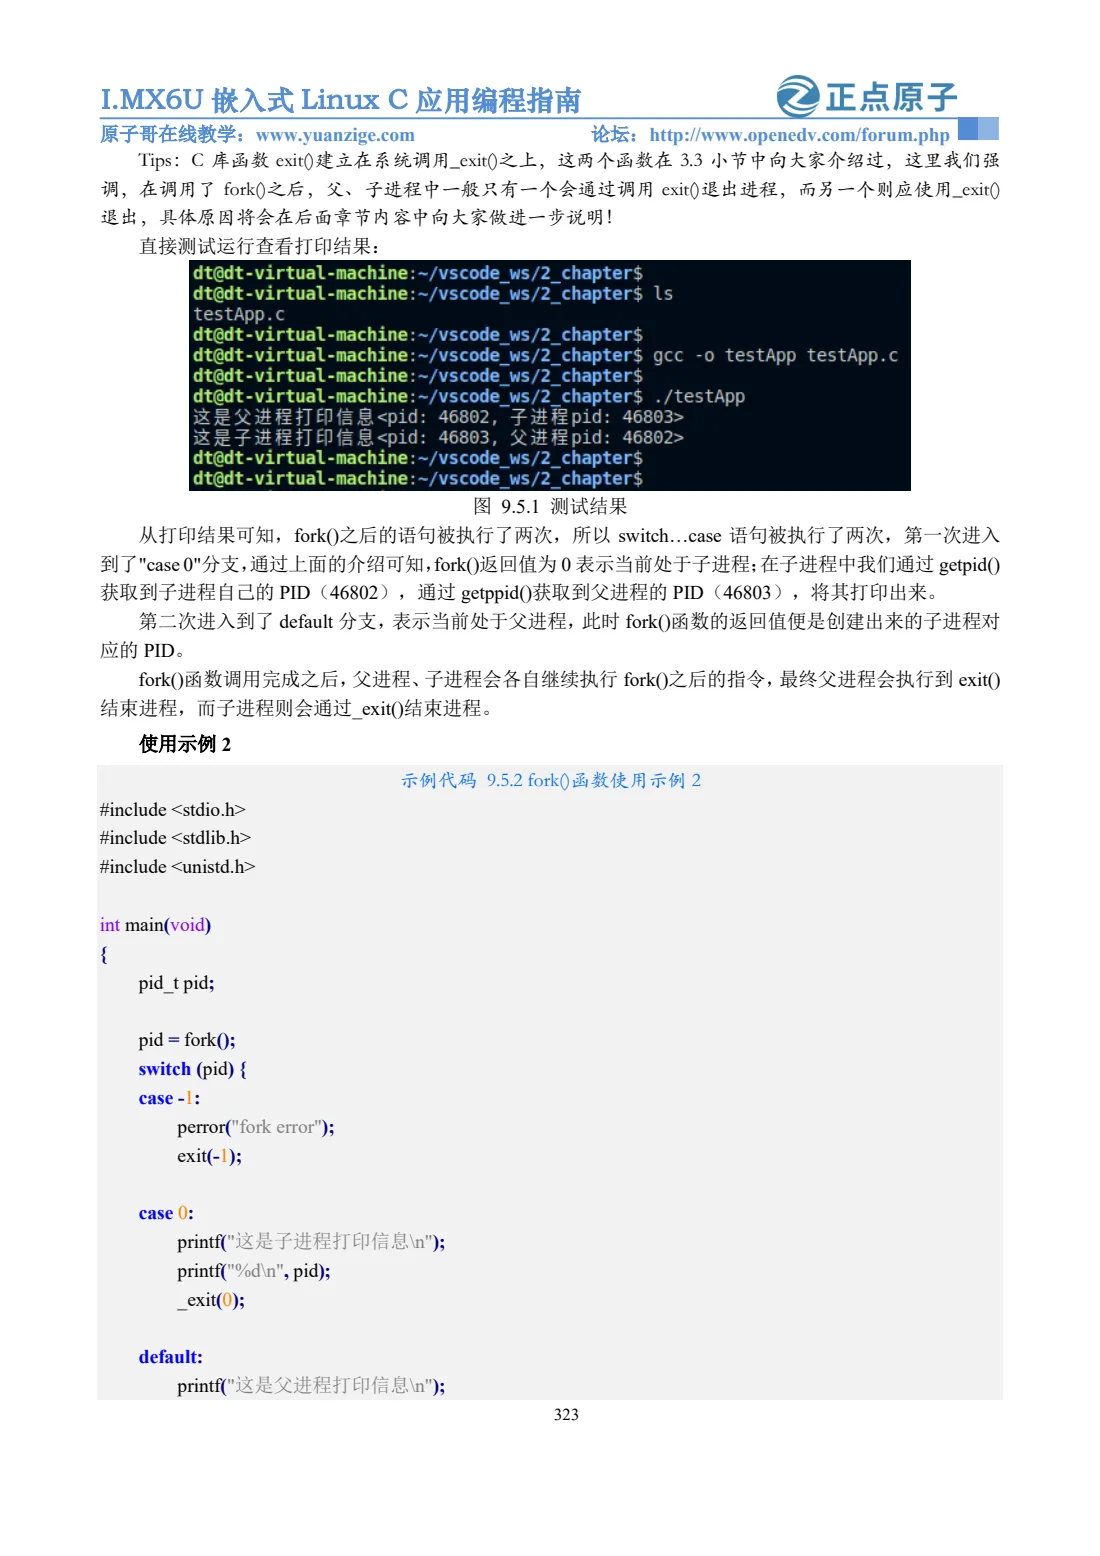 I.MX6U 嵌入式 Linux C 应用编程指南
正点原子
原子哥在线教学：www.yuanzige.com
论坛：http://www.openedv.com/forum.php
Tips：C 库函数 exit()建立在系统调用_exit()之上，这两个函数在 3.3 小节中向大家介绍过，这里我们强
调，在调用了 fork()之后，父、子进程中一般只有一个会通过调用 exit()退出进程，而另一个则应使用_exit()
退出，具体原因将会在后面章节内容中向大家做进一步说明！
直接测试运行查看打印结果：
dt@dt-virtual-machine:~/vscode_ws/2_chapter$
dt@dt-virtual-machine:~/vscode_ws/2_chapter$ ls
testApp.c
dt@dt-virtual-machine:~/vscode_ws/2_chapter$
dt@dt-virtual-machine:~/vscode_ws/2_chapter$ gcc -o testApp testApp.c
dt@dt-virtual-machine:~/vscode_ws/2_chapter$
dt@dt-virtual-machine:~/vscode_ws/2_chapter$ ./testApp
这是父进程打印信息<pid: 46802, 子进程pid: 46803>
这是子进程打印信息<pid: 46803, 父进程pid: 46802>
dt@dt-virtual-machine:~/vscode_ws/2_chapter$
dt@dt-virtual-machine:~/vscode_ws/2_chapter$
图 9.5.1 测试结果
从打印结果可知，fork()之后的语句被执行了两次，所以 switch…case 语句被执行了两次，第一次进入
到了"case 0"分支，通过上面的介绍可知，fork()返回值为 0 表示当前处于子进程；在子进程中我们通过 getpid()
获取到子进程自己的 PID（46802），通过 getppid()获取到父进程的 PID（46803），将其打印出来。
第二次进入到了 default 分支，表示当前处于父进程，此时 fork()函数的返回值便是创建出来的子进程对
应的 PID。
fork()函数调用完成之后，父进程、子进程会各自继续执行 fork()之后的指令，最终父进程会执行到 exit()
结束进程，而子进程则会通过_exit()结束进程。
使用示例 2
示例代码 9.5.2 fork()函数使用示例 2
#include <stdio.h>
#include <stdlib.h>
#include <unistd.h>
int main(void)
{
pid_t pid;
pid = fork();
switch (pid) {
case -1:
perror("fork error");
exit(-1);
case 0:
printf("这是子进程打印信息\n");
printf("%d\n", pid);
_exit(0);
default:
printf("这是父进程打印信息\n");
323